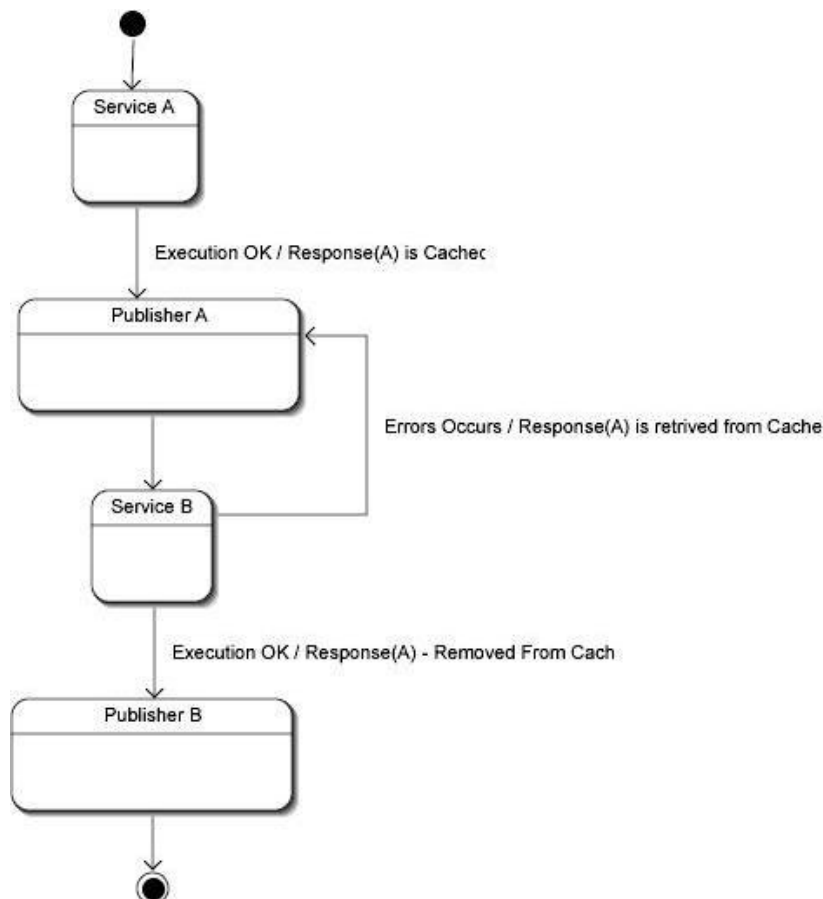 Service A
Execution OK / Response(A) is Cached
Publisher A
Errors Occurs / Response(A) is retrived from Cache
Service B
Execution OK / Response(A) - Removed From Cach
Publisher B